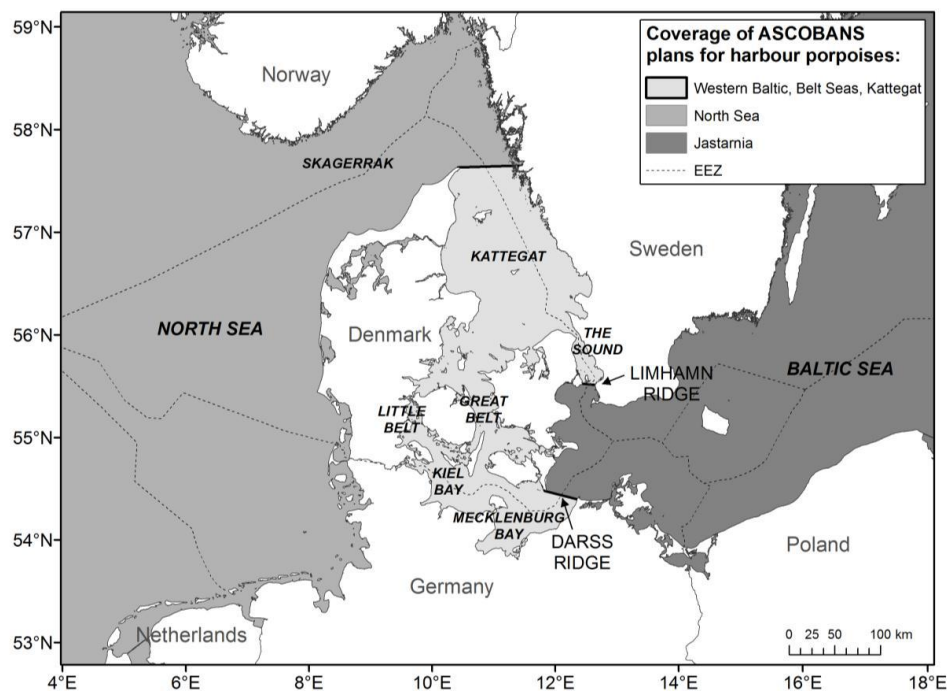 59°N
58°N
57°N
56°N
55°N
54°N
53°N
4°E
6°E
8°E
10°E
12°E
14°E
16°E
18°E
Coverage of ASCOBANS
plans for harbour porpoises:
Western Baltic, Belt Seas, Kattegat
North Sea
Jastarnia
EEZ
Norway
SKAGERRAK
KATTEGAT
Sweden
NORTH SEA
Denmark
THE
SOUND
LIMHAMN
RIDGE
BALTIC SEA
LITTLE
BELT
GREAT
BELT
KIEL
BAY
MECKLENBURG
BAY
DARSS
RIDGE
Poland
Germany
Netherlands
0 25 50 100 km